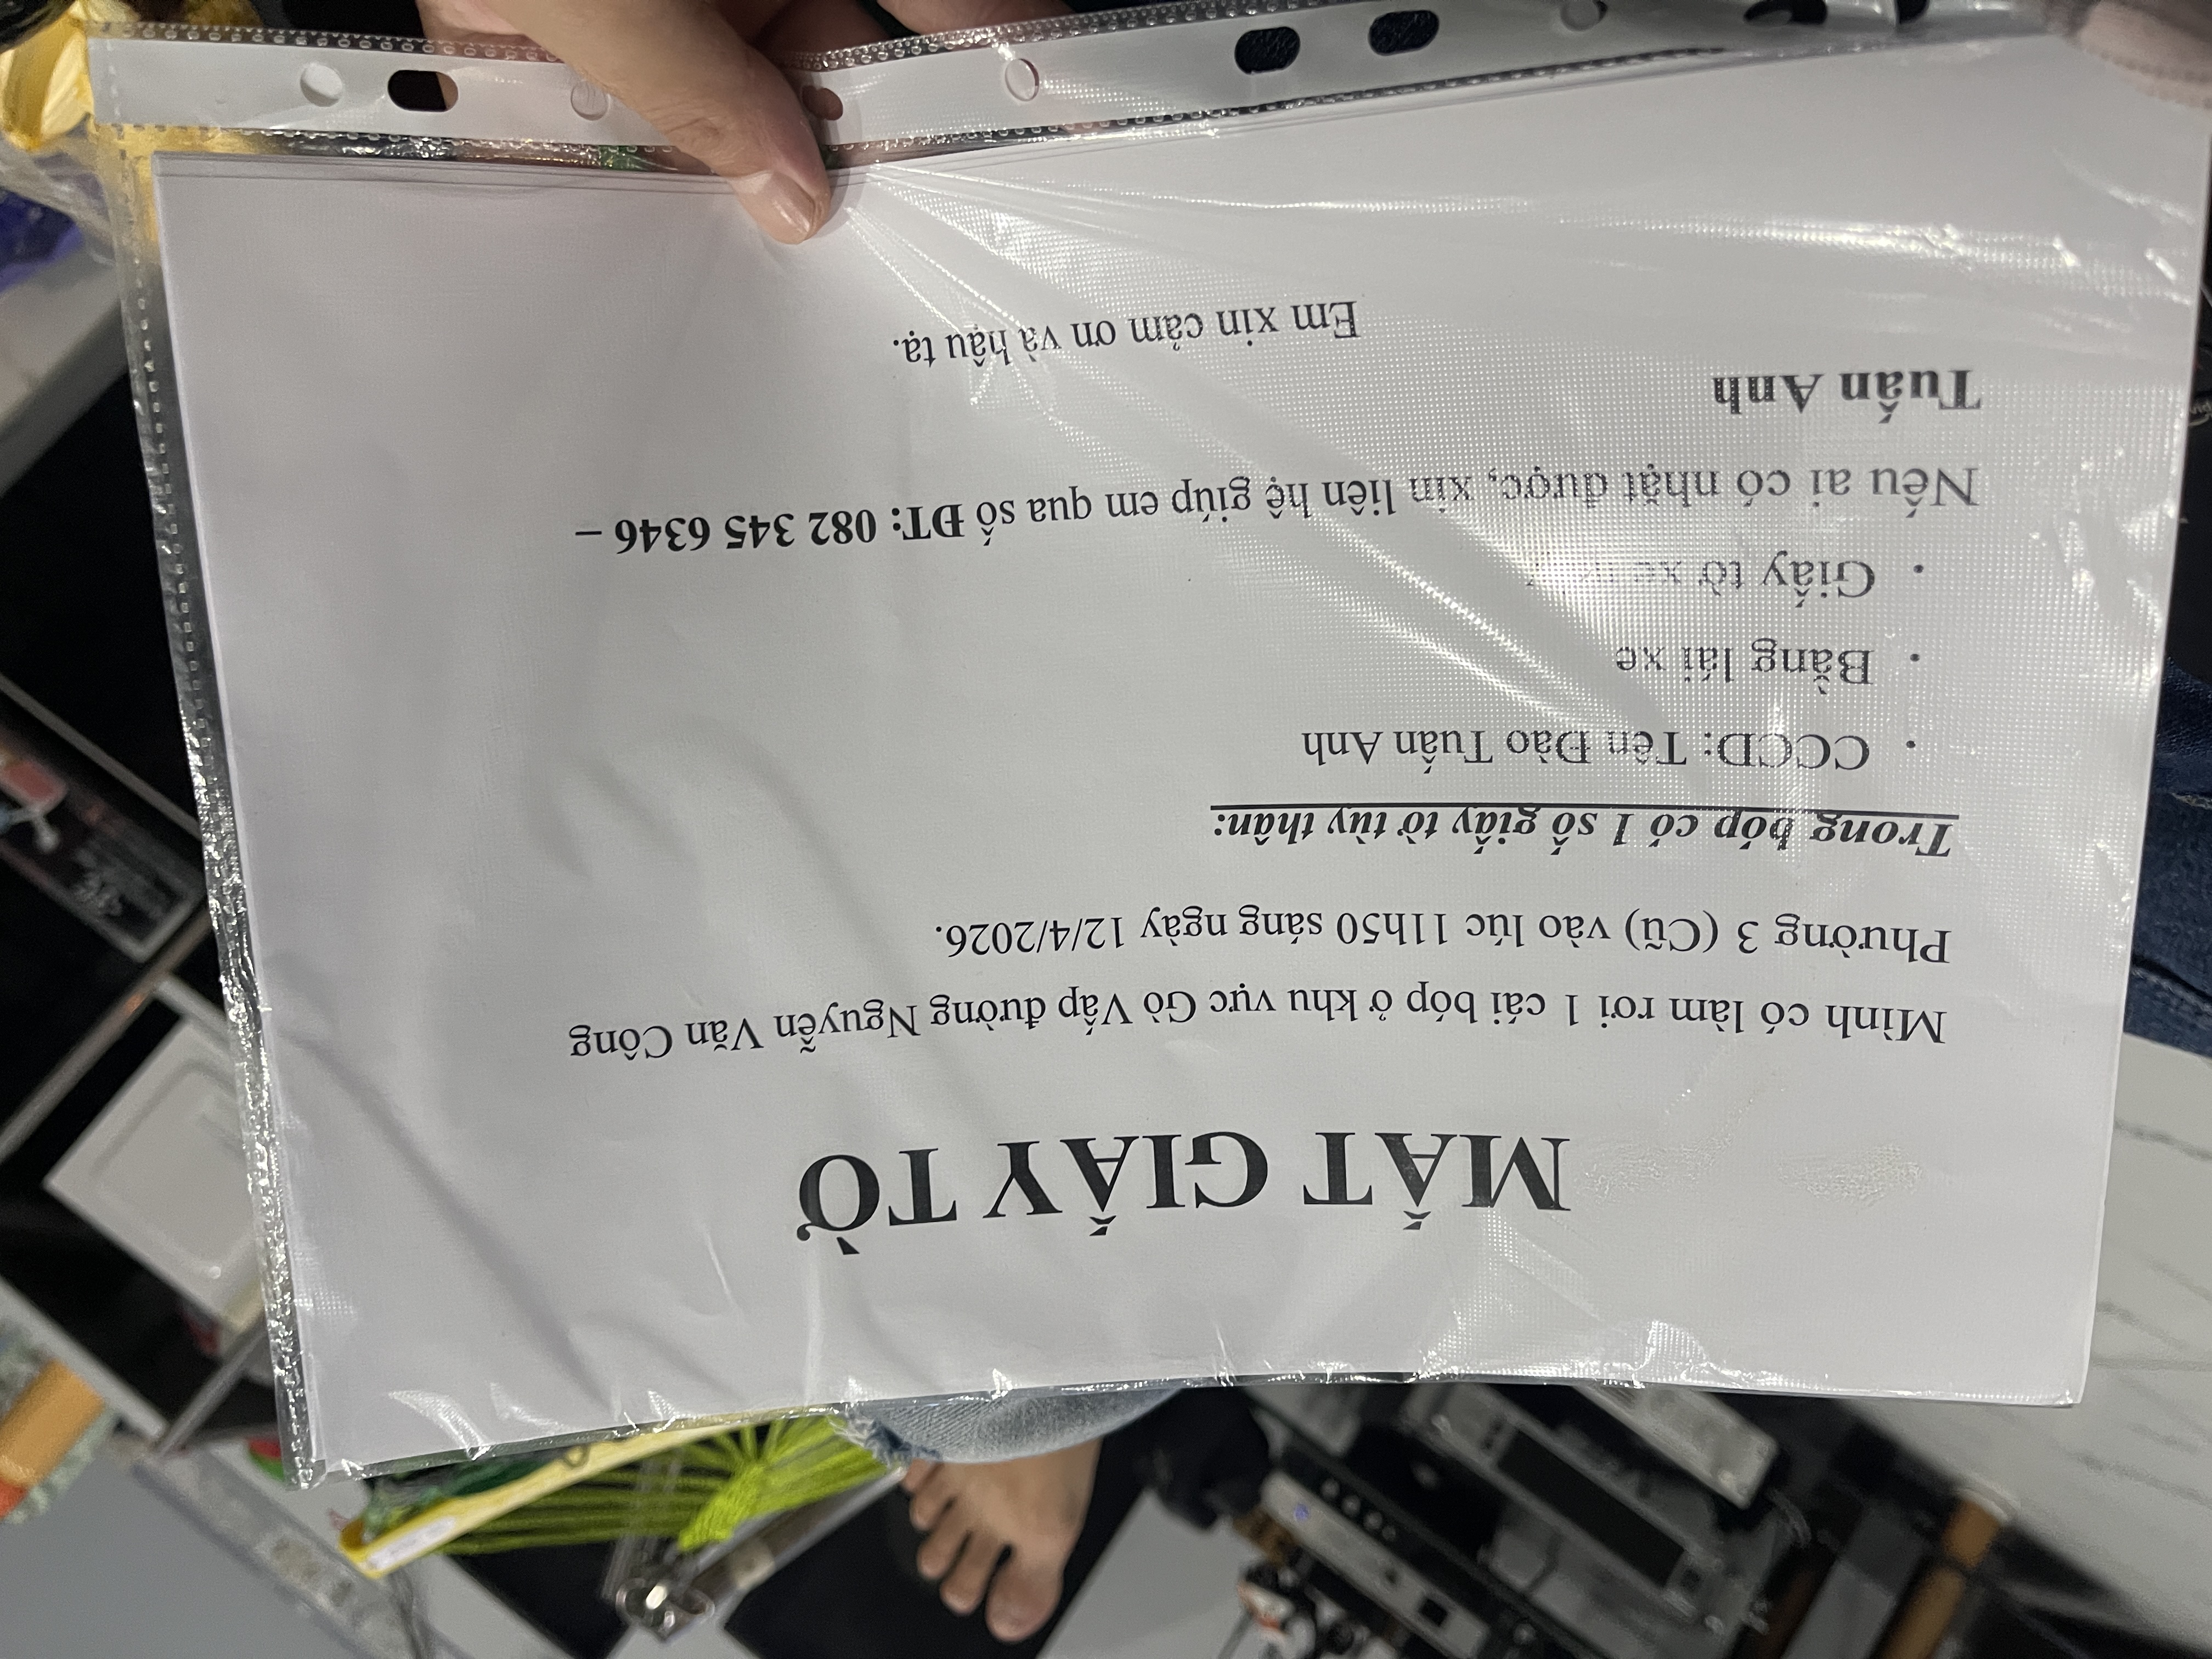 MẤT GIẤY TỜ
Mình có làm rơi 1 cái bóp ở khu vực Gò Vấp đường Nguyễn Văn Công
Phường 3 (Cũ) vào lúc 11h50 sáng ngày 12/4/2026.
Trong bóp có 1 số giấy tờ tùy thân:
• CCCD: Tên Đào Tuấn Anh
• Bằng lái xe
• Giấy tờ xe
Nếu ai có nhặt được, xin liên hệ giúp em qua số ĐT: 082 345 6346 –
Tuấn Anh
Em xin cảm ơn và hậu tạ.